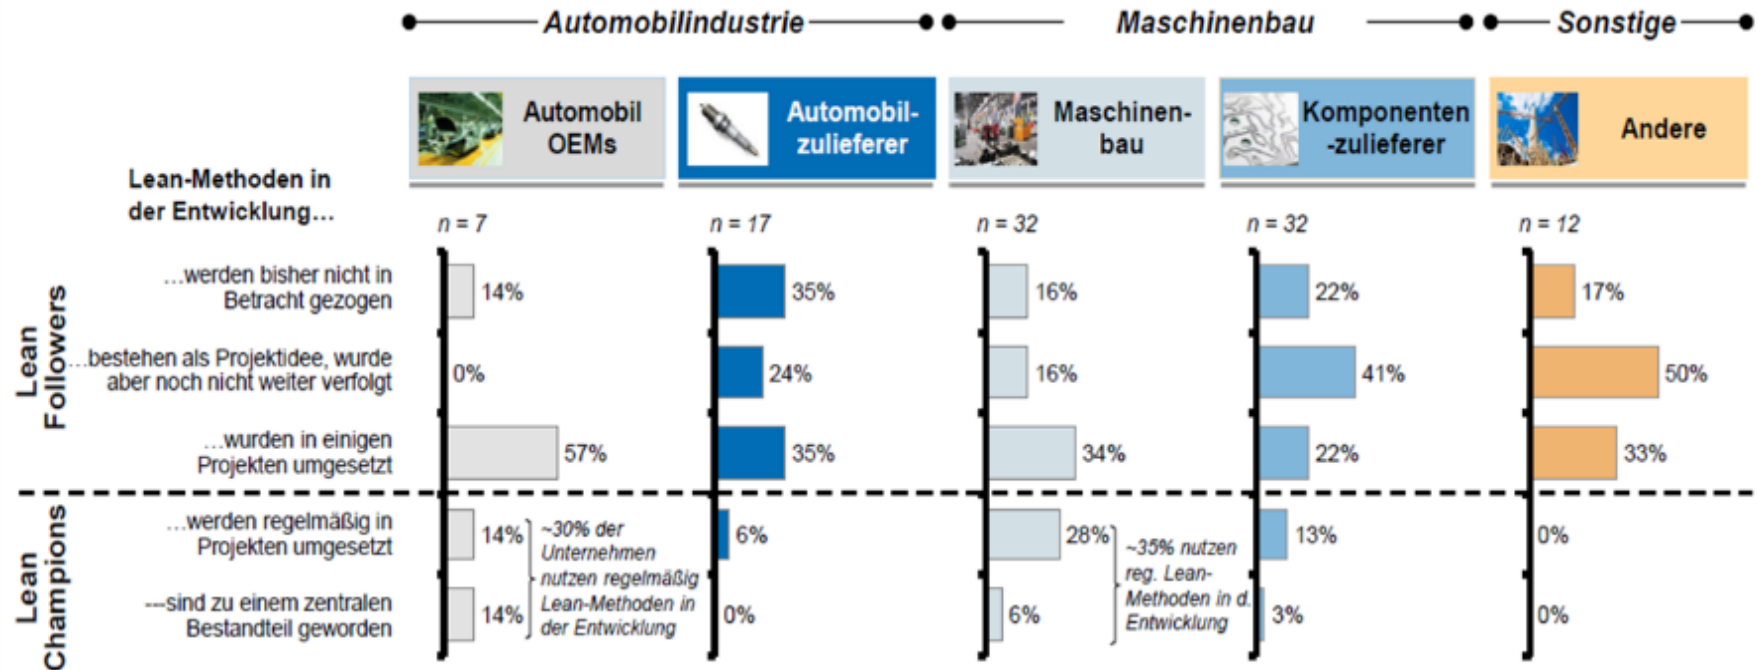 Automobilindustrie Maschinenbau Sonstige
Automobil OEMs
Automobil-
zulieferer
Maschinen-
bau
Komponenten
-zulieferer
Andere
Lean-Methoden in
der Entwicklung…
n = 7 n = 17 n = 32 n = 32 n = 12
Lean
Followers
…werden bisher nicht in
Betracht gezogen
14% 35% 16% 22% 17%
…bestehen als Projektidee, wurde
aber noch nicht weiter verfolgt
0% 24% 16% 41% 50%
…wurden in einigen
Projekten umgesetzt
57% 35% 34% 22% 33%
Lean
Champions
…werden regelmäßig in
Projekten umgesetzt
14% 6% 28% 13% 0%
---sind zu einem zentralen
Bestandteil geworden
14% 0% 6% 3% 0%
~30% der
Unternehmen
nutzen regelmäßig
Lean-Methoden in
der Entwicklung
~35% nutzen
reg. Lean-
Methoden in d.
Entwicklung